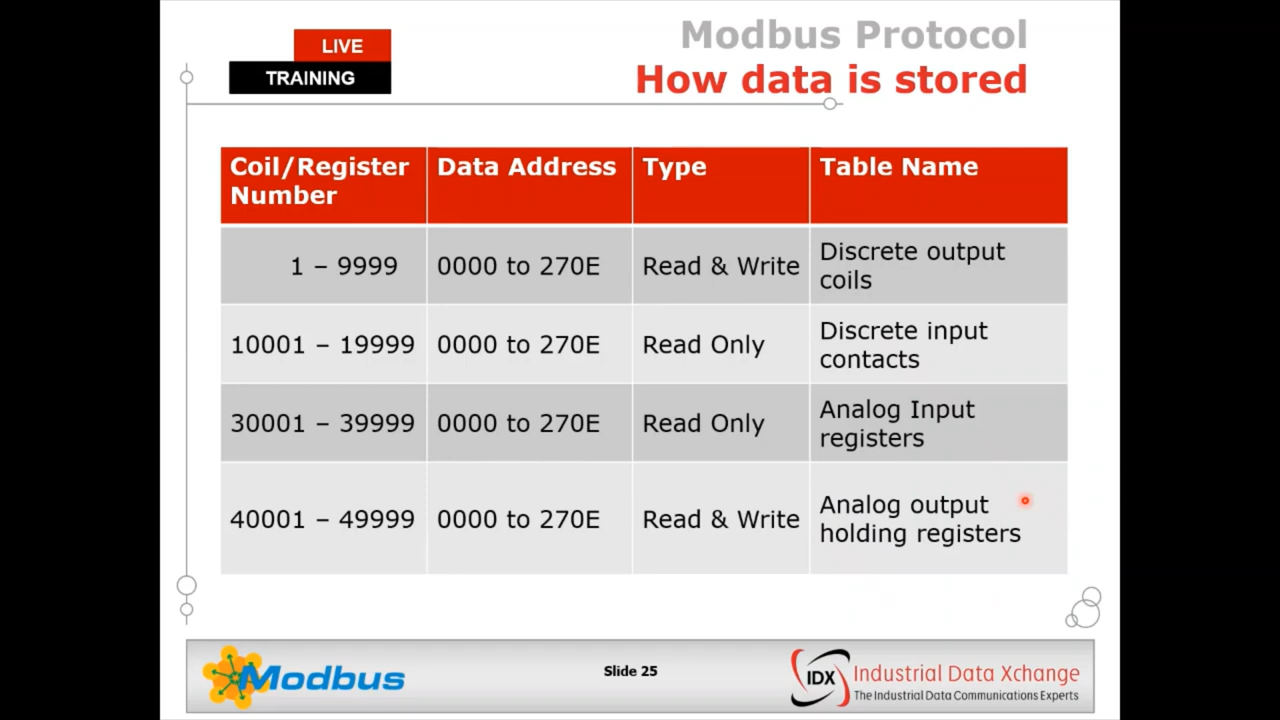 LIVE
TRAINING
Modbus Protocol
How data is stored
Coil/Register Number | Data Address | Type | Table Name
1 – 9999 | 0000 to 270E | Read & Write | Discrete output coils
10001 – 19999 | 0000 to 270E | Read Only | Discrete input contacts
30001 – 39999 | 0000 to 270E | Read Only | Analog Input registers
40001 – 49999 | 0000 to 270E | Read & Write | Analog output holding registers
Modbus
Slide 25
IDX
Industrial Data Xchange
The Industrial Data Communications Experts